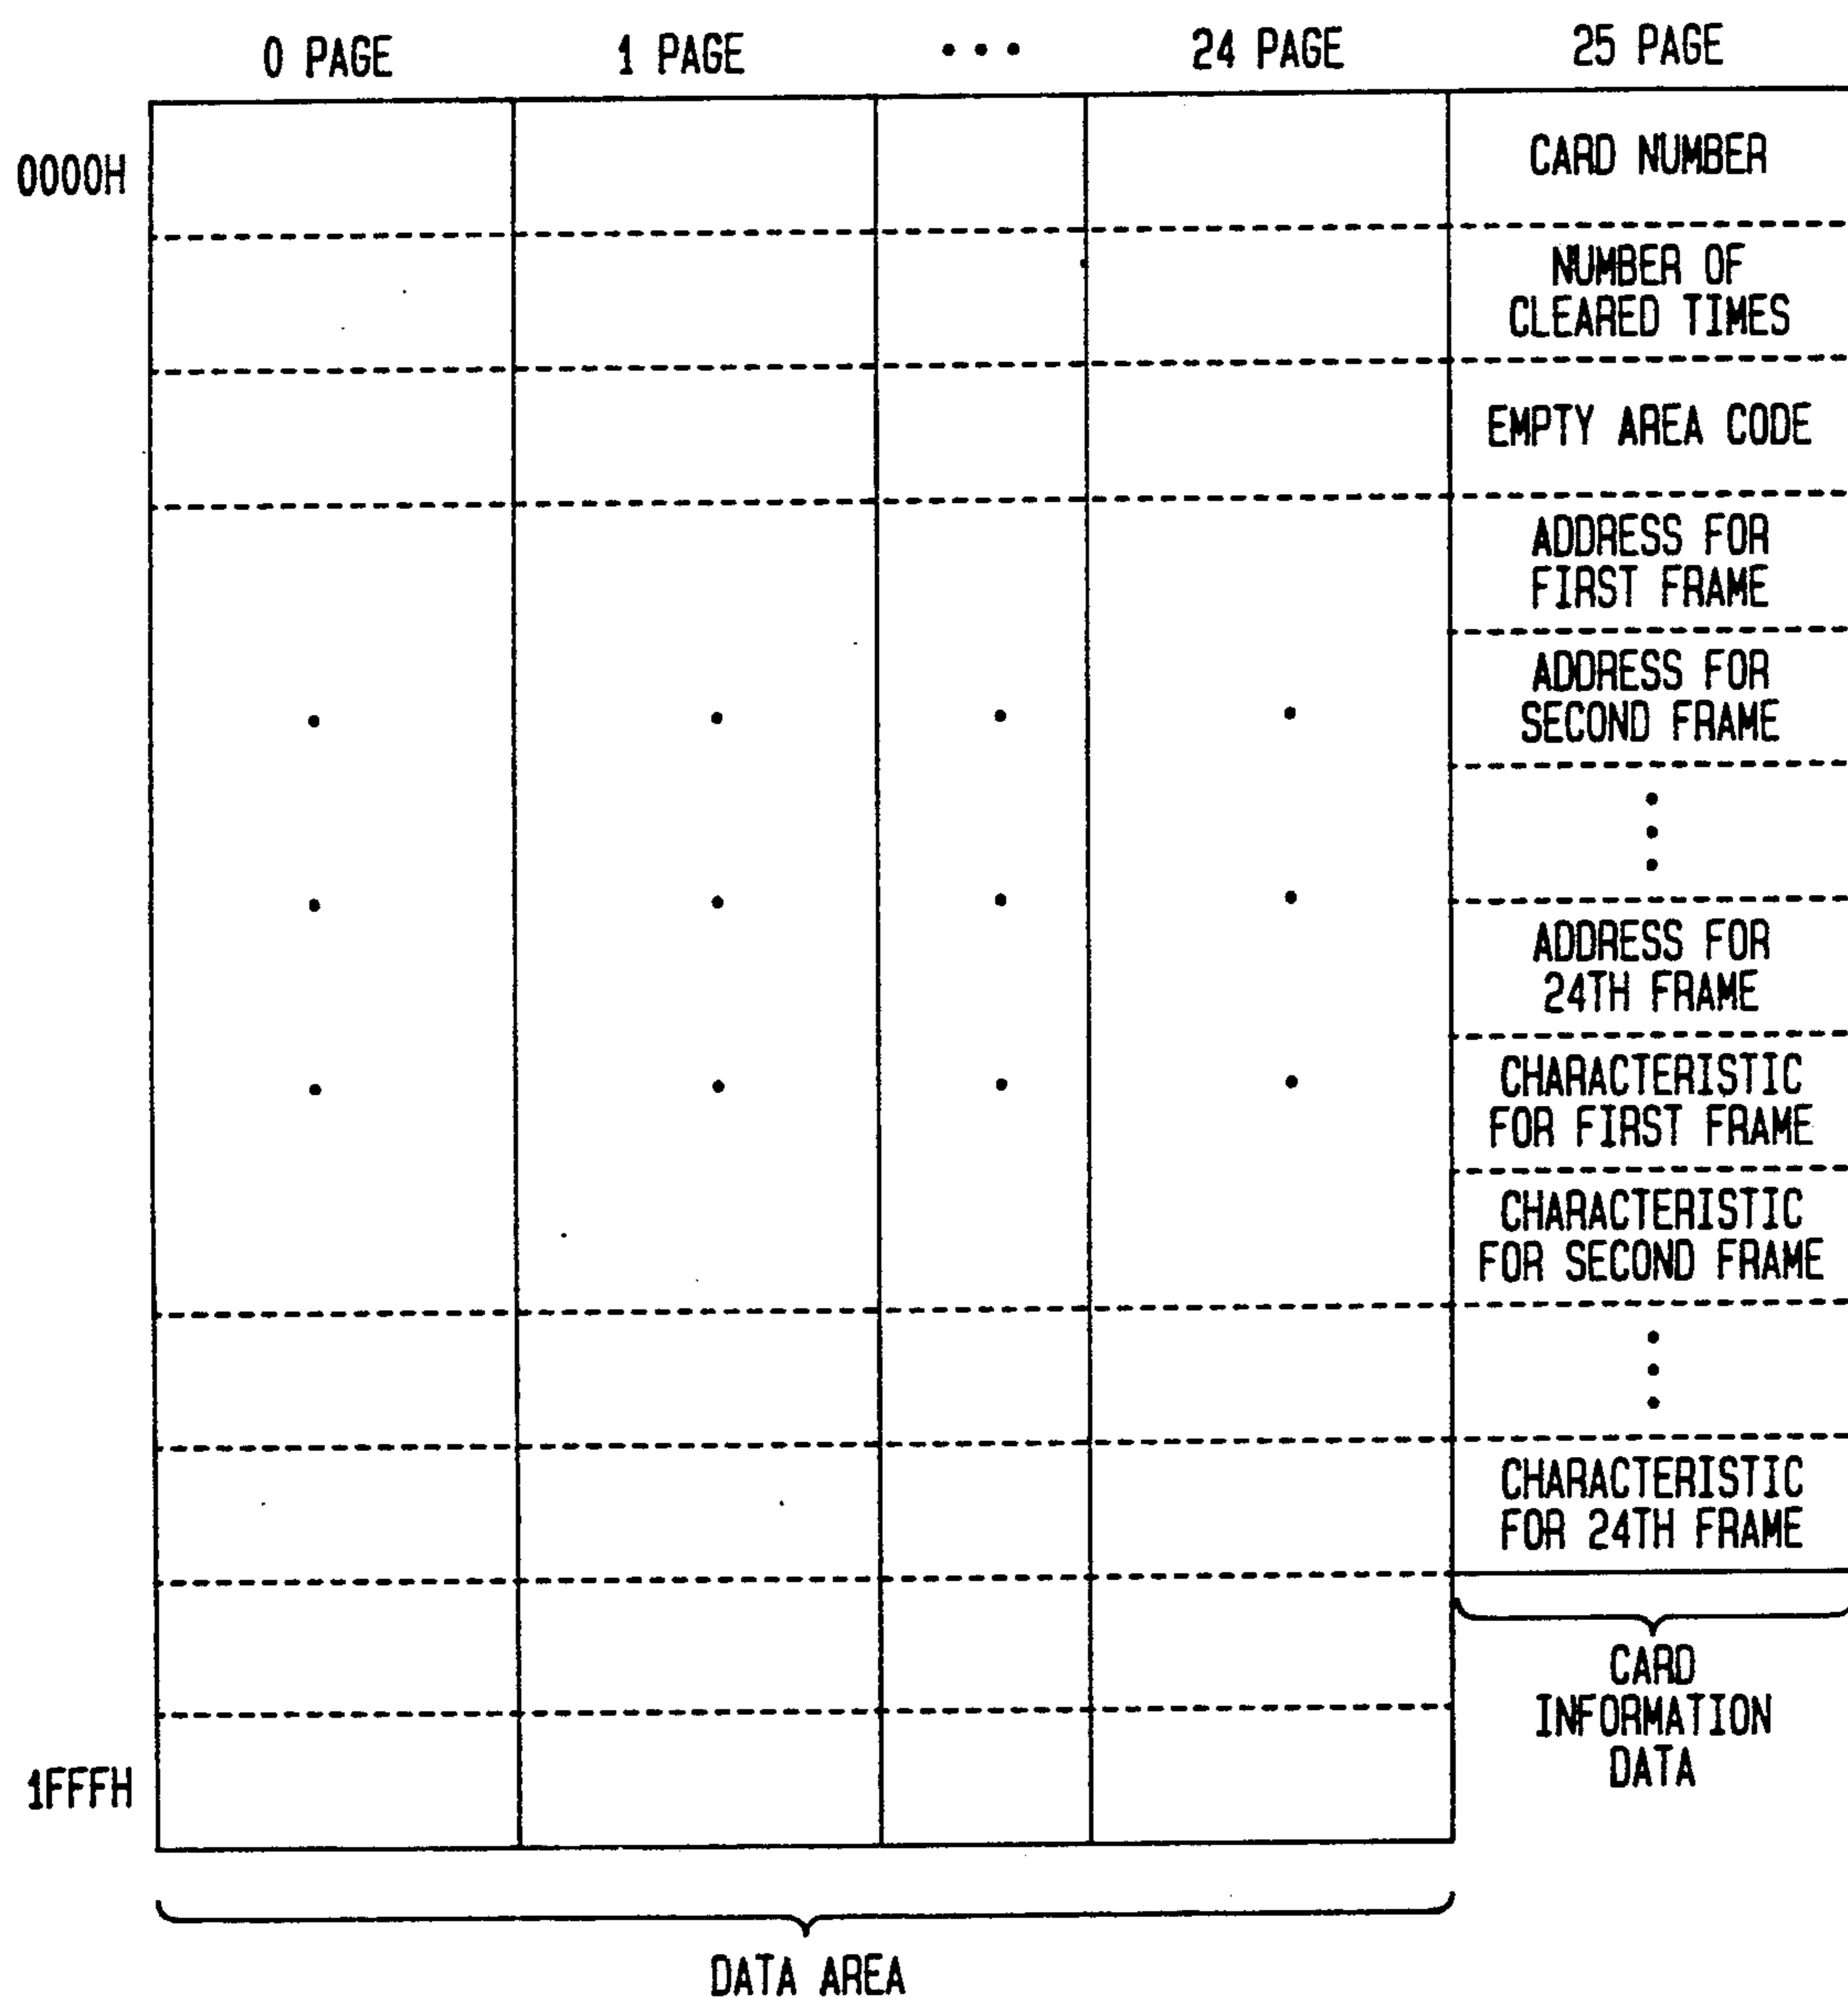 0 PAGE 1 PAGE ••• 24 PAGE 25 PAGE
0000H
CARD NUMBER
NUMBER OF
CLEARED TIMES
EMPTY AREA CODE
ADDRESS FOR
FIRST FRAME
ADDRESS FOR
SECOND FRAME
ADDRESS FOR
24TH FRAME
CHARACTERISTIC
FOR FIRST FRAME
CHARACTERISTIC
FOR SECOND FRAME
CHARACTERISTIC
FOR 24TH FRAME
CARD
INFORMATION
DATA
1FFFH
DATA AREA